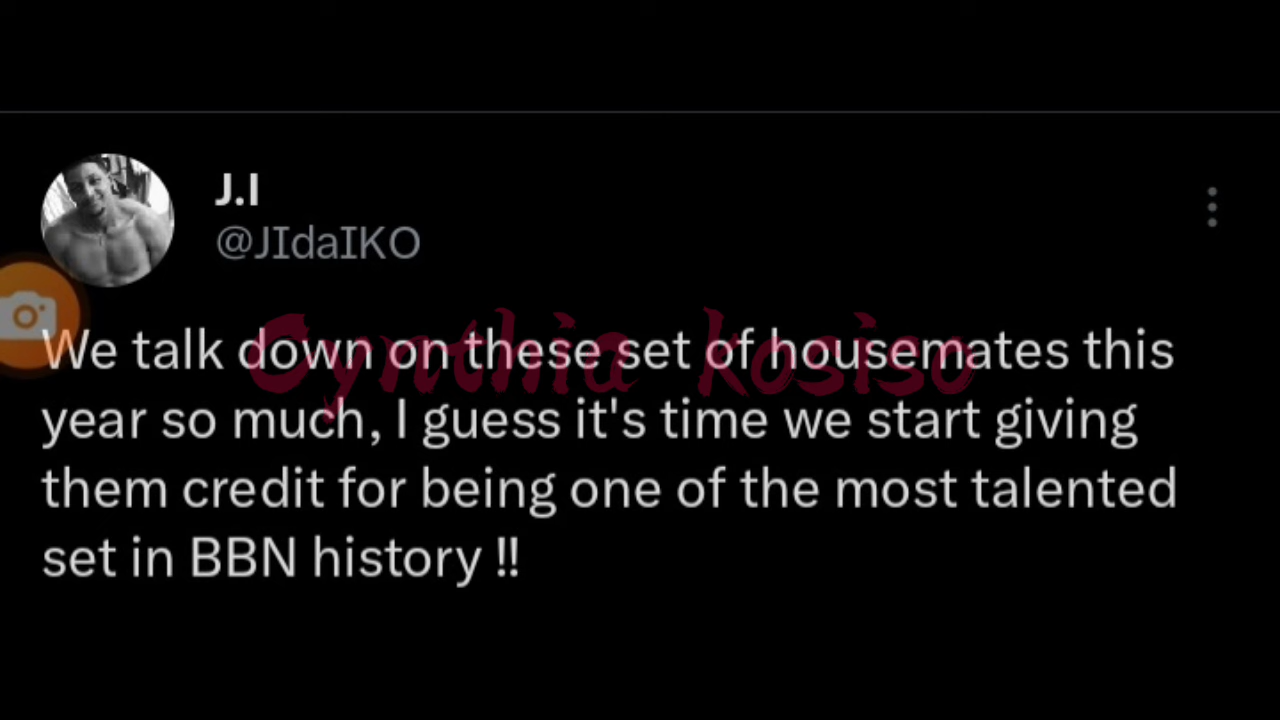 J.I
@JIdaIKO
Cynthia kosiso
We talk down on these set of housemates this
year so much, I guess it's time we start giving
them credit for being one of the most talented
set in BBN history !!